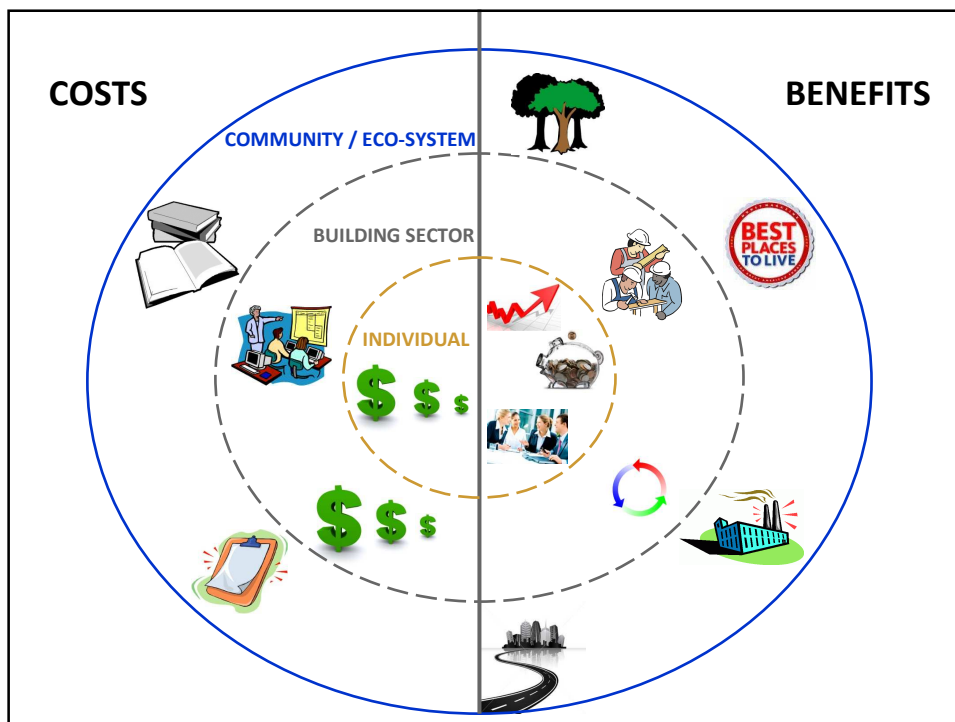 COSTS
BENEFITS
COMMUNITY / ECO-SYSTEM
BUILDING SECTOR
INDIVIDUAL
BEST
PLACES
TO LIVE